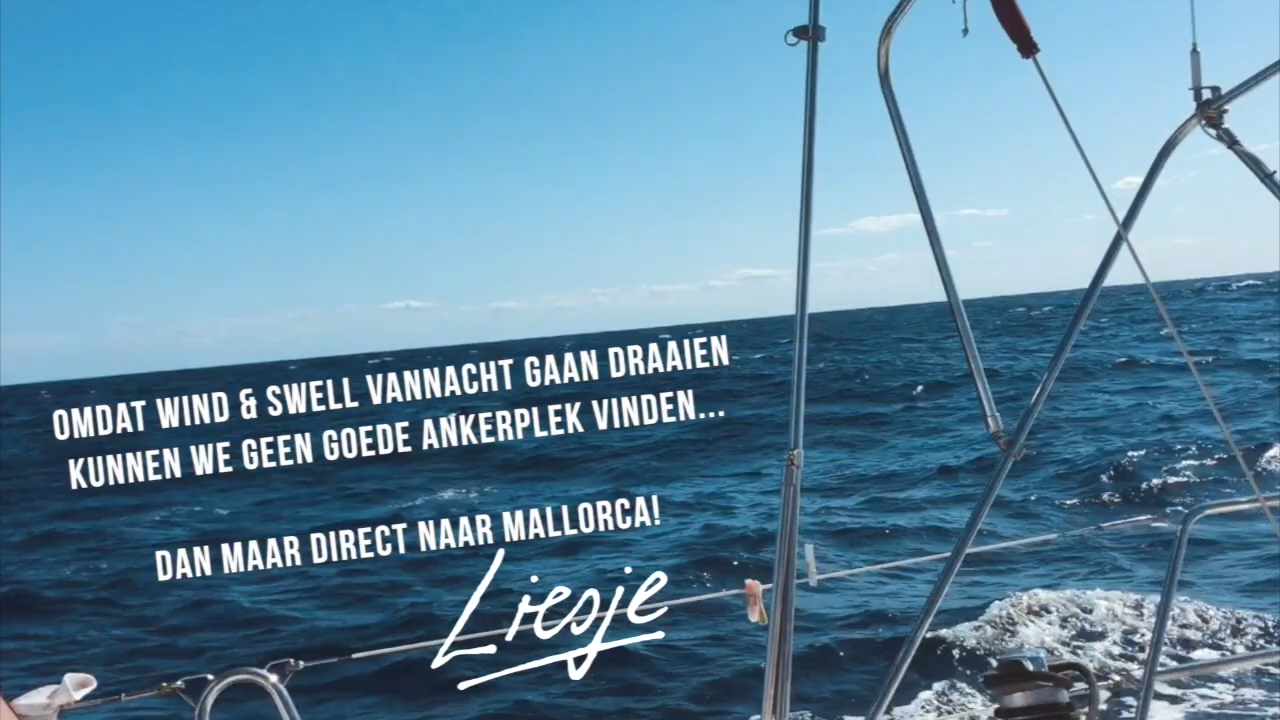 OMDAT WIND & SWELL VANNACHT GAAN DRAAIEN
KUNNEN WE GEEN GOEDE ANKERPLEK VINDEN...
DAN MAAR DIRECT NAAR MALLORCA!
Liesje